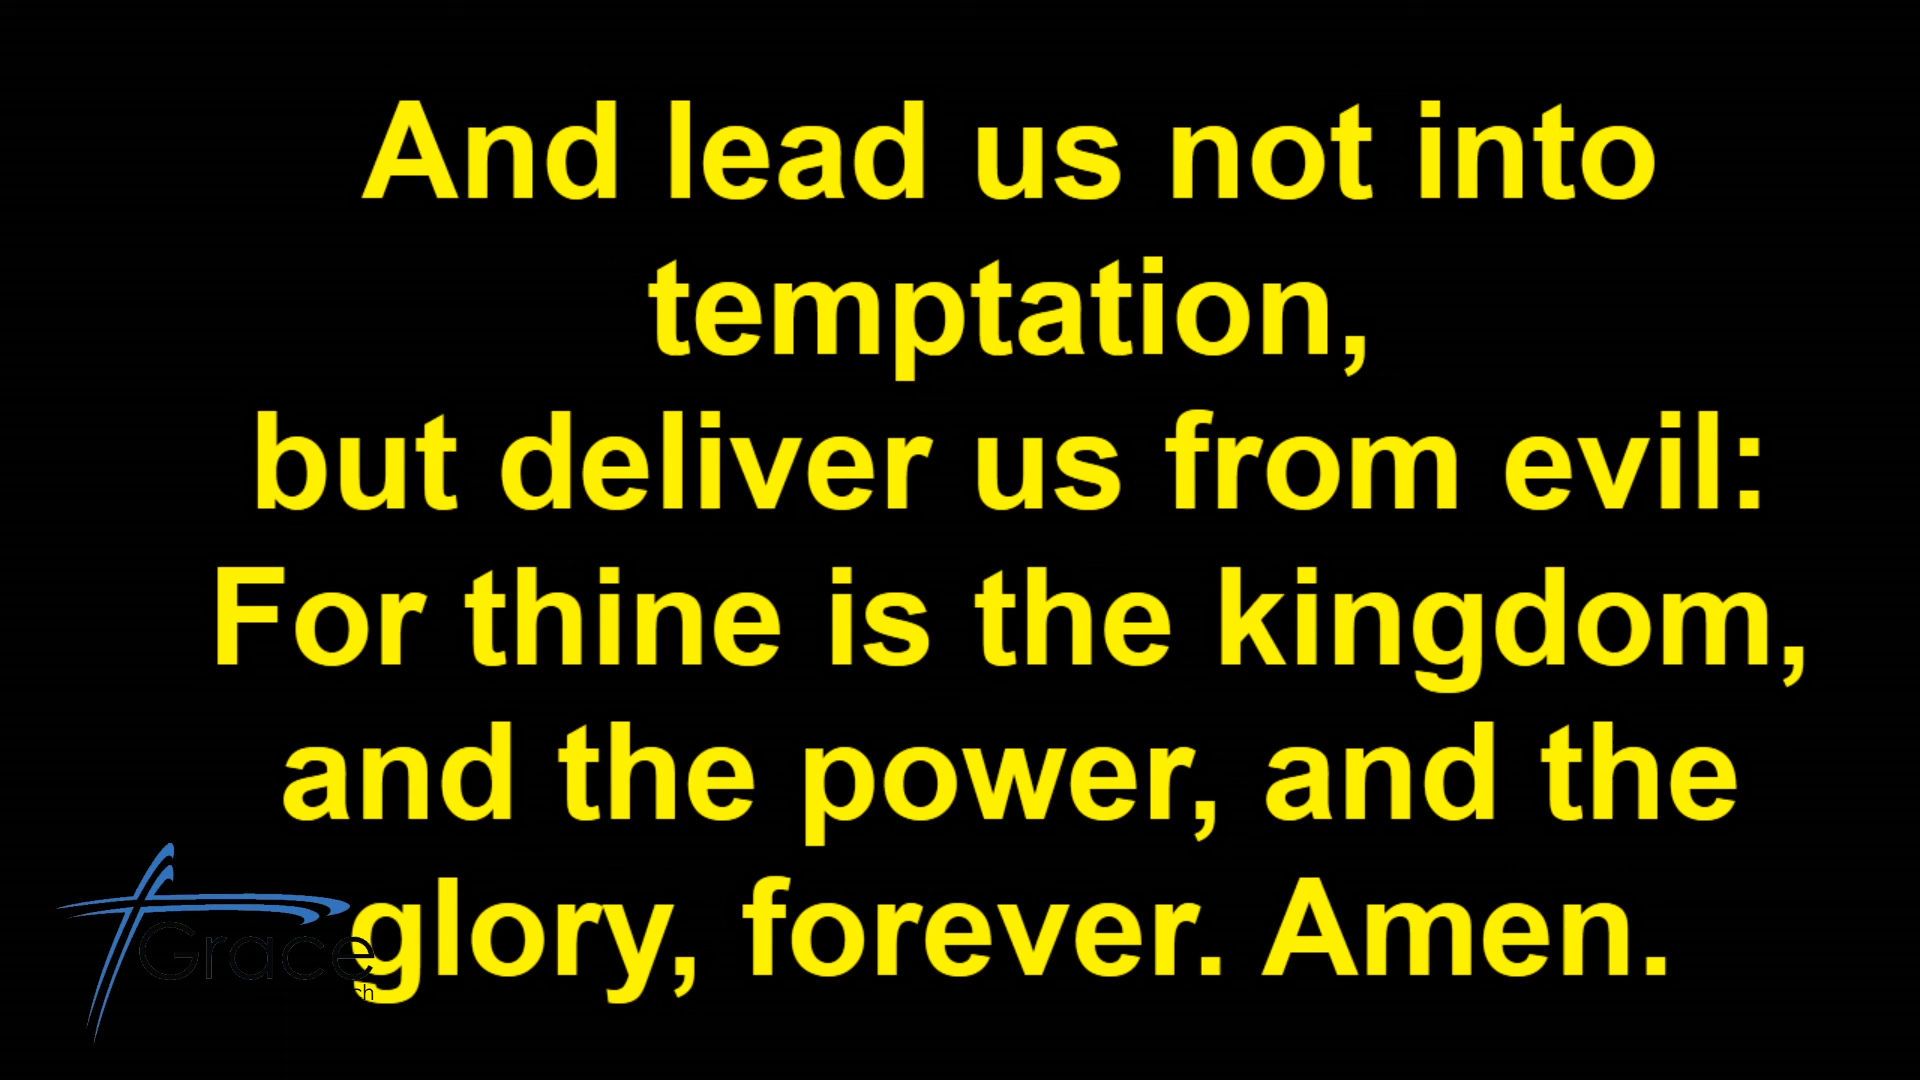 And lead us not into
temptation,
but deliver us from evil:
For thine is the kingdom,
and the power, and the
glory, forever. Amen.
Grace